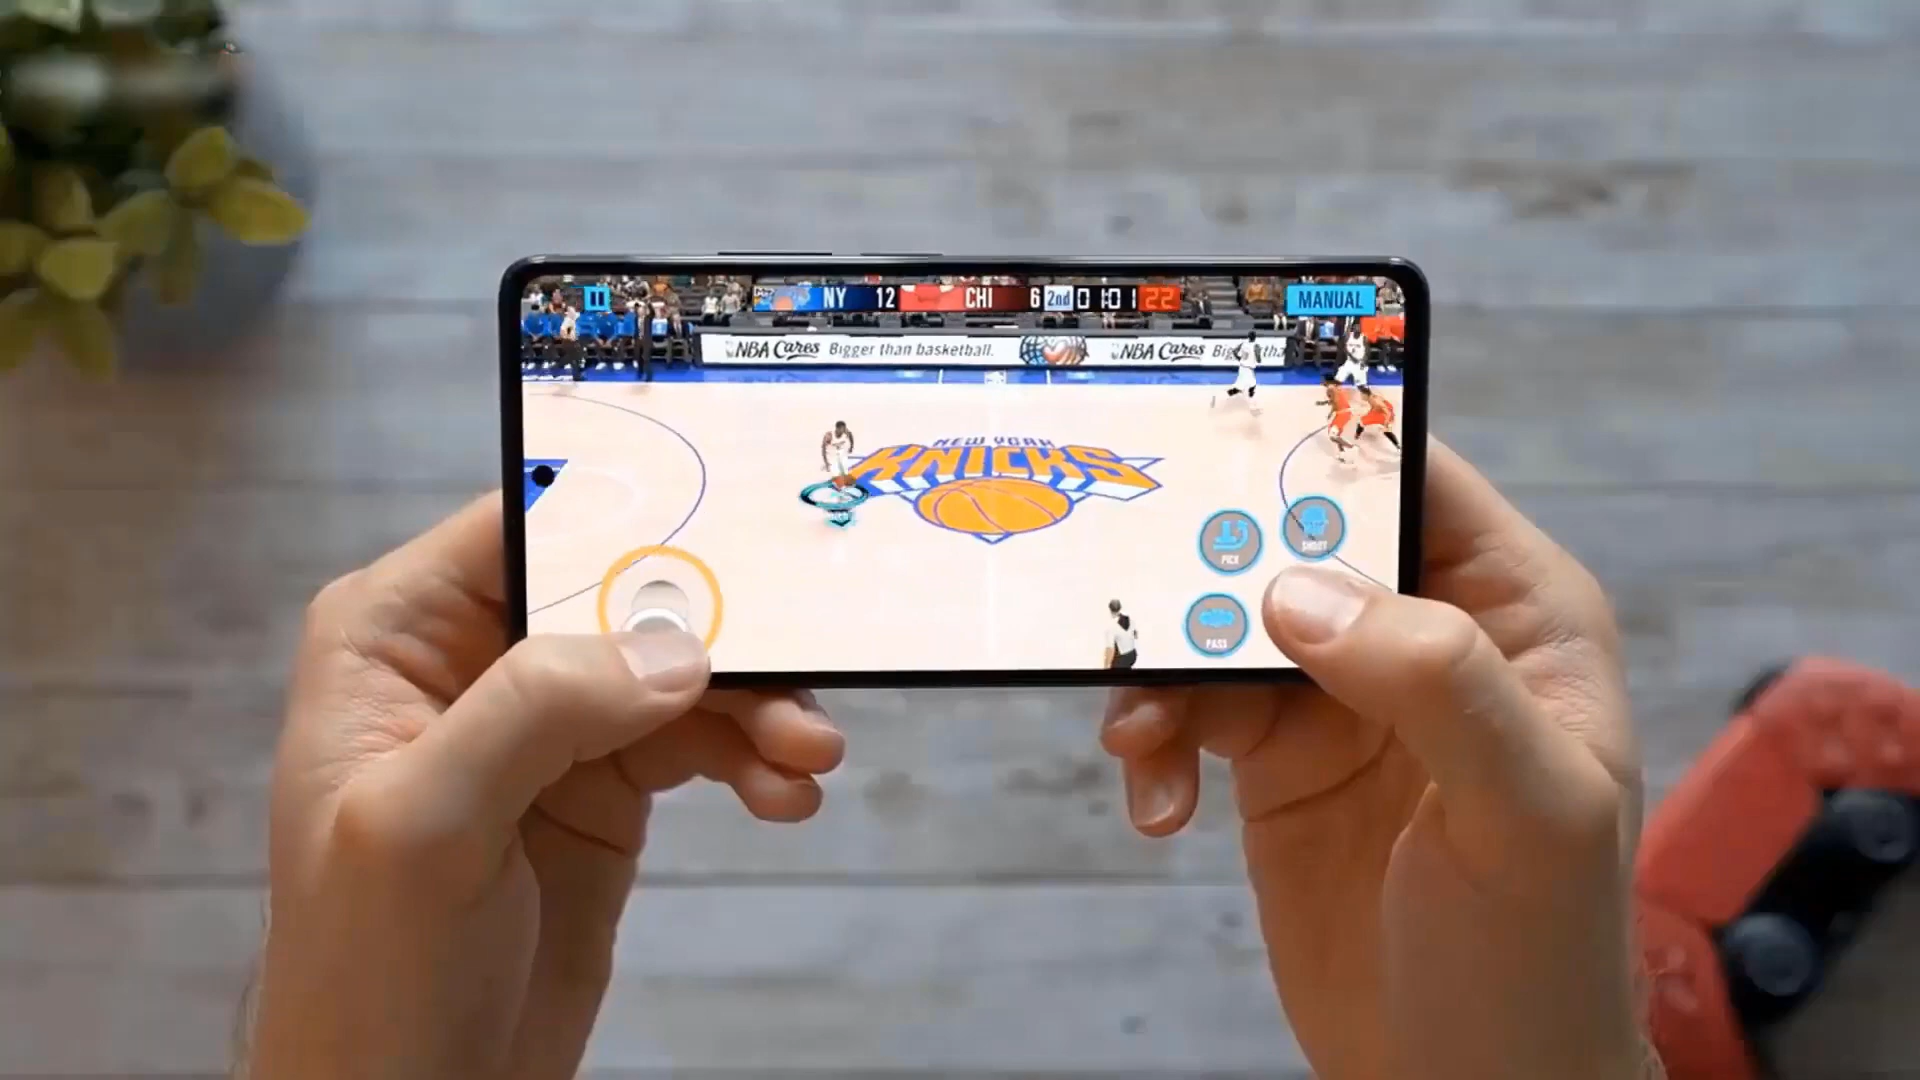 NY 12 CHI 6 2nd 0 1:01 22
MANUAL
NBA Cares Bigger than basketball.
NBA Cares
NEW YORK
KNICKS
PICK
SHOOT
PASS